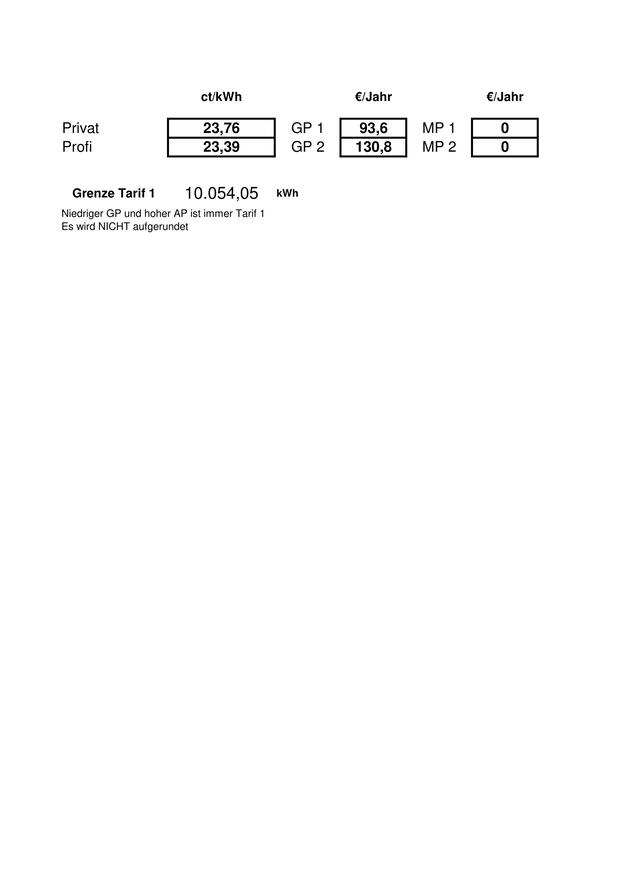 ct/kWh €/Jahr €/Jahr
Privat 23,76 GP 1 93,6 MP 1 0
Profi 23,39 GP 2 130,8 MP 2 0
Grenze Tarif 1 10.054,05 kWh
Niedriger GP und hoher AP ist immer Tarif 1
Es wird NICHT aufgerundet